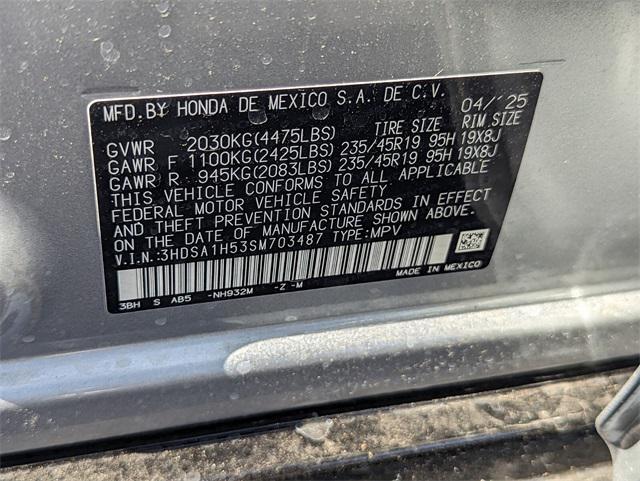 MFD. BY HONDA DE MEXICO S.A. DE C.V. 04/'25
GVWR 2030KG(4475LBS) TIRE SIZE RIM SIZE
GAWR F 1100KG(2425LBS) 235/45R19 95H 19X8J
GAWR R 945KG(2083LBS) 235/45R19 95H 19X8J
THIS VEHICLE CONFORMS TO ALL APPLICABLE
FEDERAL MOTOR VEHICLE SAFETY
AND THEFT PREVENTION STANDARDS IN EFFECT
ON THE DATE OF MANUFACTURE SHOWN ABOVE.
V.I.N.:3HDSA1H53SM703487 TYPE:MPV
MADE IN MEXICO
3BH S AB5 -NH932M -Z -M